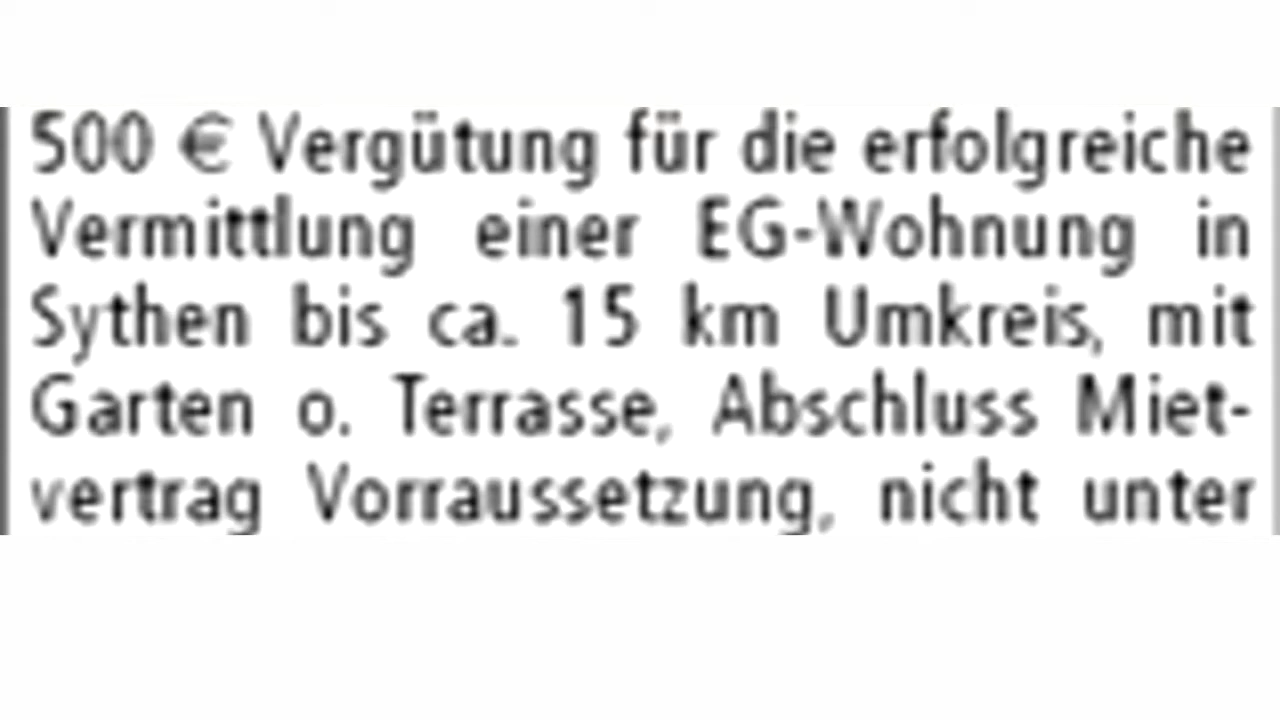 500 € Vergütung für die erfolgreiche
Vermittlung einer EG-Wohnung in
Sythen bis ca. 15 km Umkreis, mit
Garten o. Terrasse, Abschluss Miet-
vertrag Vorraussetzung, nicht unter